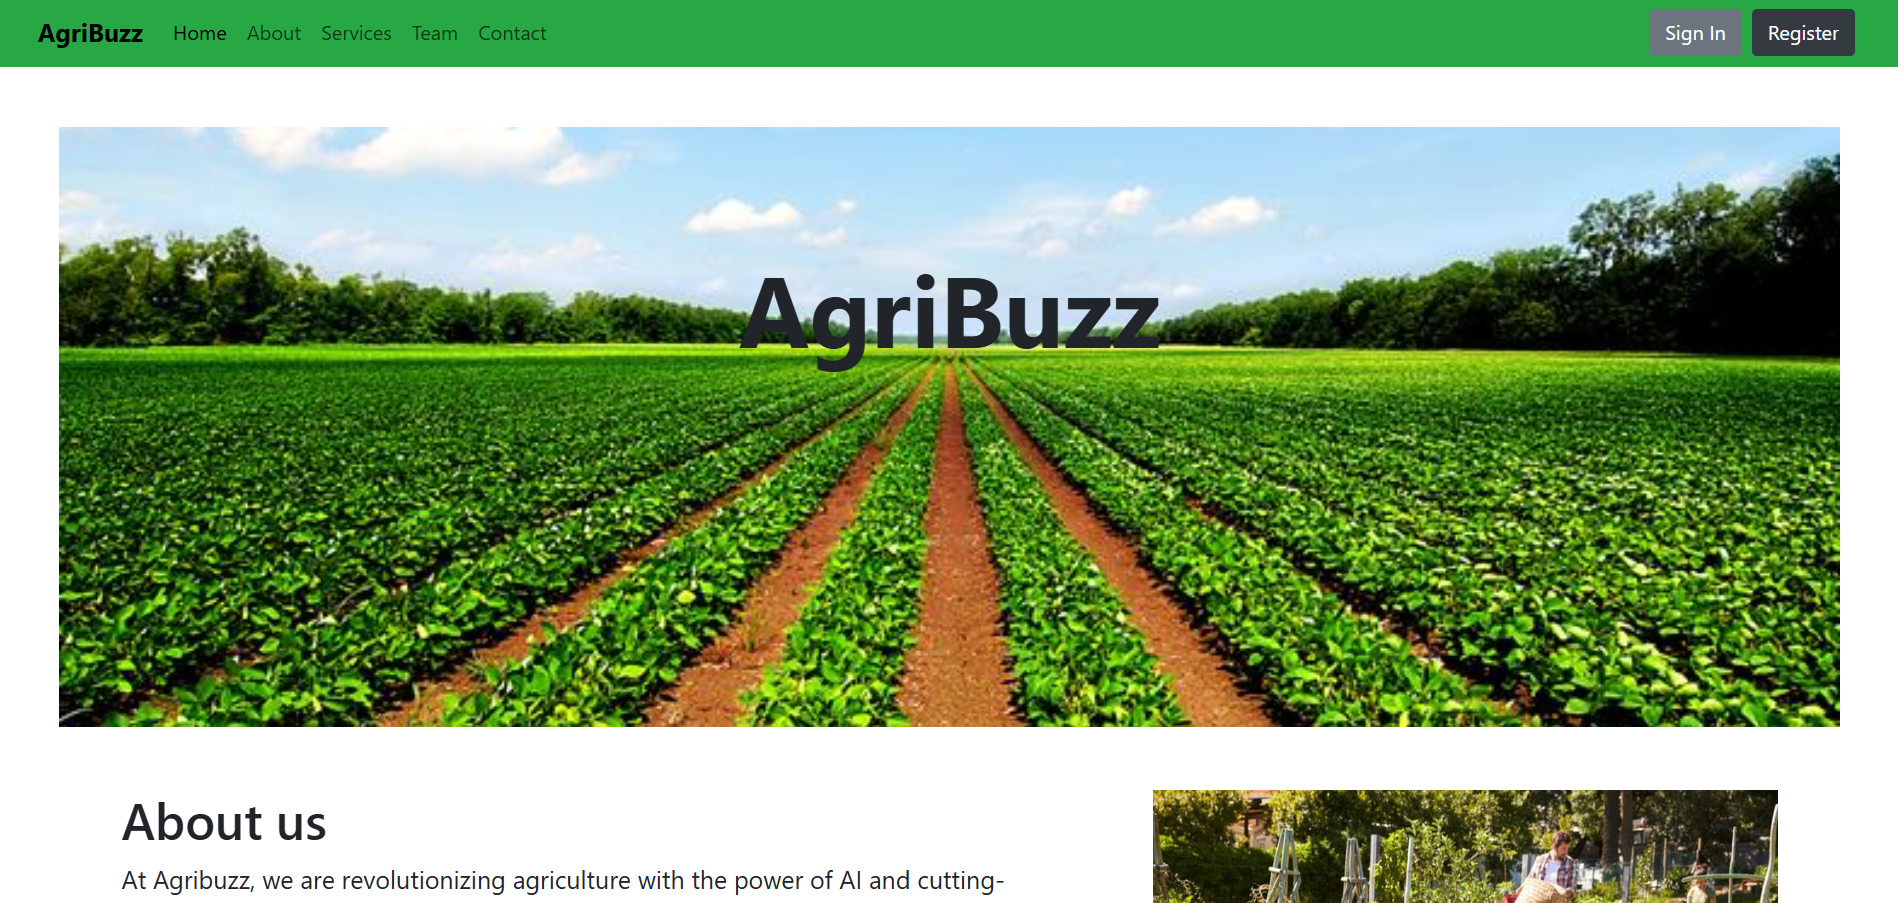 AgriBuzz Home About Services Team Contact Sign In Register
AgriBuzz
About us
At Agribuzz, we are revolutionizing agriculture with the power of AI and cutting-